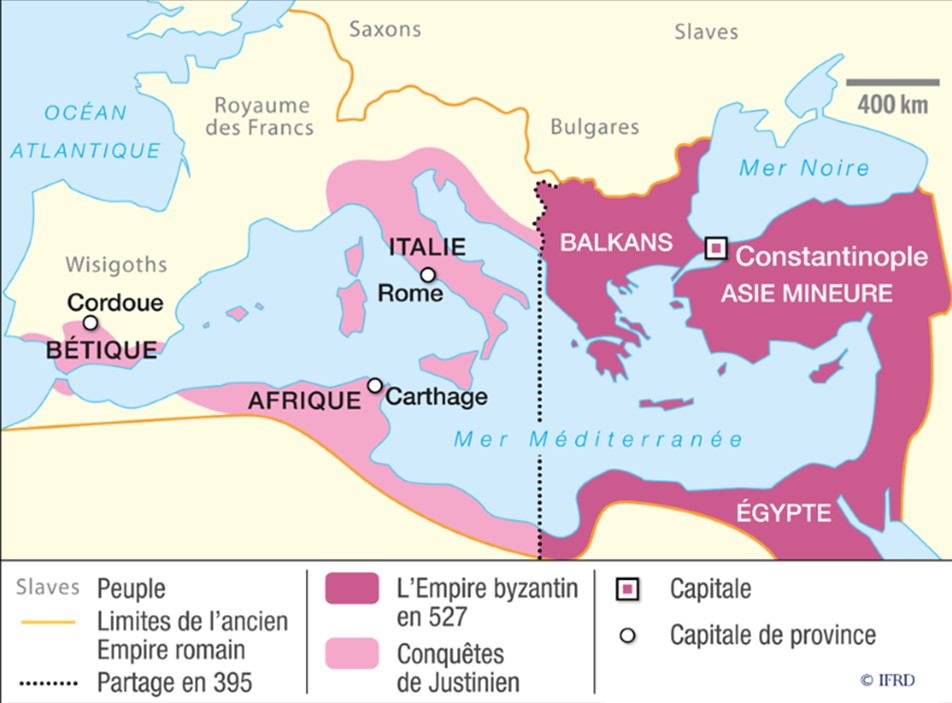 Saxons
Slaves
OCÉAN
ATLANTIQUE
Royaume
des Francs
Bulgares
400 km
Mer Noire
Wisigoths
Cordoue
BÉTIQUE
ITALIE
Rome
BALKANS
Constantinople
ASIE MINEURE
AFRIQUE
Carthage
Mer Méditerranée
ÉGYPTE
Slaves Peuple
Limites de l'ancien
Empire romain
Partage en 395
L'Empire byzantin
en 527
Conquêtes
de Justinien
Capitale
Capitale de province
© IFRD